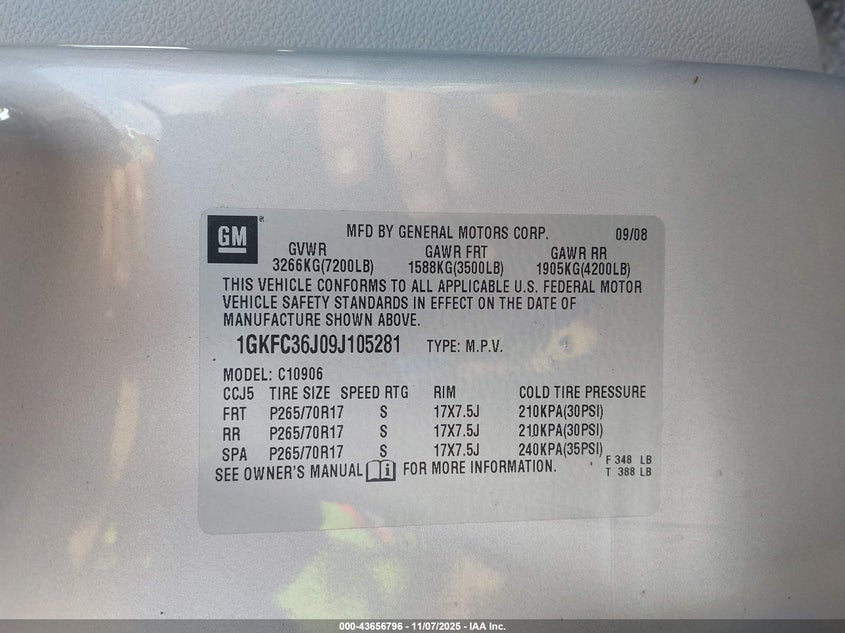 GM ® MFD BY GENERAL MOTORS CORP. 09/08
GVWR GAWR FRT GAWR RR
3266KG(7200LB) 1588KG(3500LB) 1905KG(4200LB)
THIS VEHICLE CONFORMS TO ALL APPLICABLE U.S. FEDERAL MOTOR
VEHICLE SAFETY STANDARDS IN EFFECT ON THE DATE OF
MANUFACTURE SHOWN ABOVE.
1GKFC36J09J105281 TYPE: M.P.V.
MODEL: C10906
CCJ5 TIRE SIZE SPEED RTG RIM COLD TIRE PRESSURE
FRT P265/70R17 S 17X7.5J 210KPA(30PSI)
RR P265/70R17 S 17X7.5J 210KPA(30PSI)
SPA P265/70R17 S 17X7.5J 240KPA(35PSI)
SEE OWNER'S MANUAL i FOR MORE INFORMATION.
F 348 LB
T 388 LB
000-43656796 - 11/07/2025 - IAA Inc.